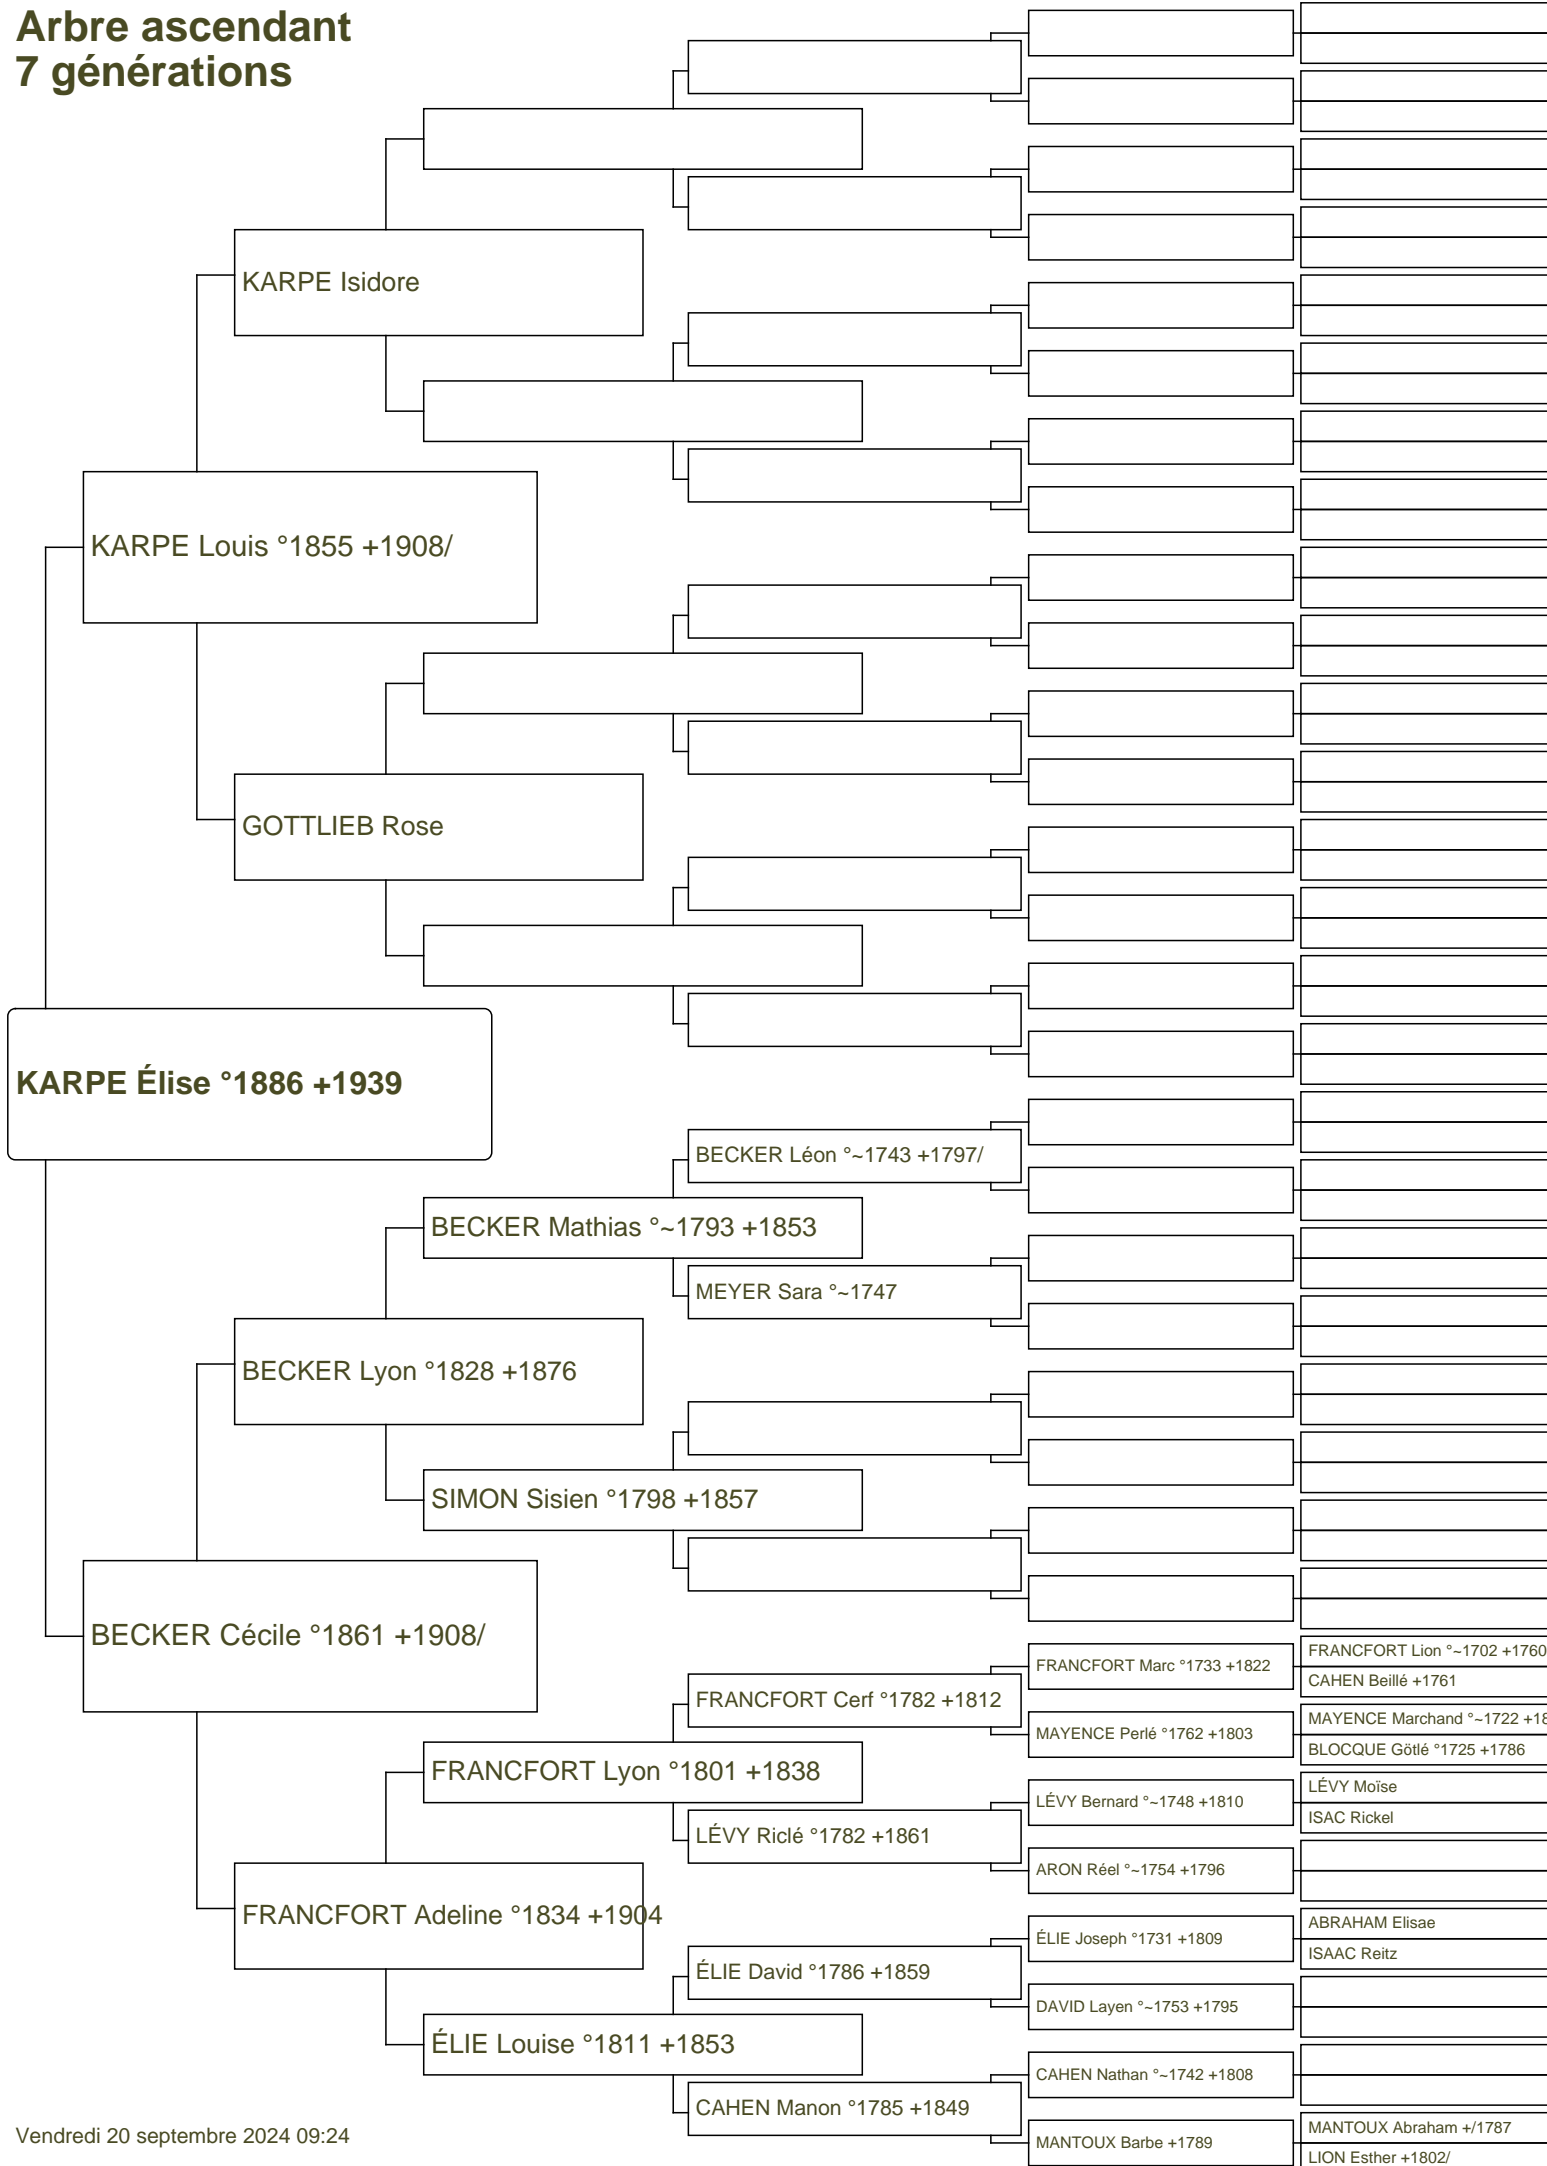 Arbre ascendant
7 générations
KARPE Isidore
KARPE Louis °1855 +1908/
GOTTLIEB Rose
KARPE Élise °1886 +1939
BECKER Léon °~1743 +1797/
BECKER Mathias °~1793 +1853
MEYER Sara °~1747
BECKER Lyon °1828 +1876
SIMON Sisien °1798 +1857
BECKER Cécile °1861 +1908/
FRANCFORT Lion °~1702 +1760
FRANCFORT Marc °1733 +1822
CAHEN Beillé +1761
FRANCFORT Cerf °1782 +1812
MAYENCE Marchand °~1722 +18
MAYENCE Perlé °1762 +1803
BLOCQUE Götlé °1725 +1786
FRANCFORT Lyon °1801 +1838
LÉVY Moïse
LÉVY Bernard °~1748 +1810
ISAC Rickel
LÉVY Riclé °1782 +1861
ARON Réel °~1754 +1796
FRANCFORT Adeline °1834 +1904
ABRAHAM Elisae
ÉLIE Joseph °1731 +1809
ISAAC Reitz
ÉLIE David °1786 +1859
DAVID Layen °~1753 +1795
ÉLIE Louise °1811 +1853
CAHEN Nathan °~1742 +1808
CAHEN Manon °1785 +1849
MANTOUX Abraham +/1787
MANTOUX Barbe +1789
LION Esther +1802/
Vendredi 20 septembre 2024 09:24